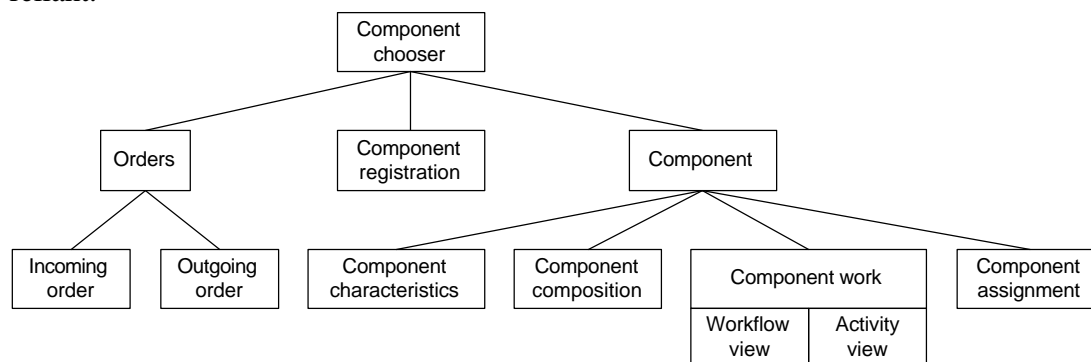 Component
chooser
Orders
Component
registration
Component
Incoming
order
Outgoing
order
Component
characteristics
Component
composition
Component work
Workflow
view
Activity
view
Component
assignment